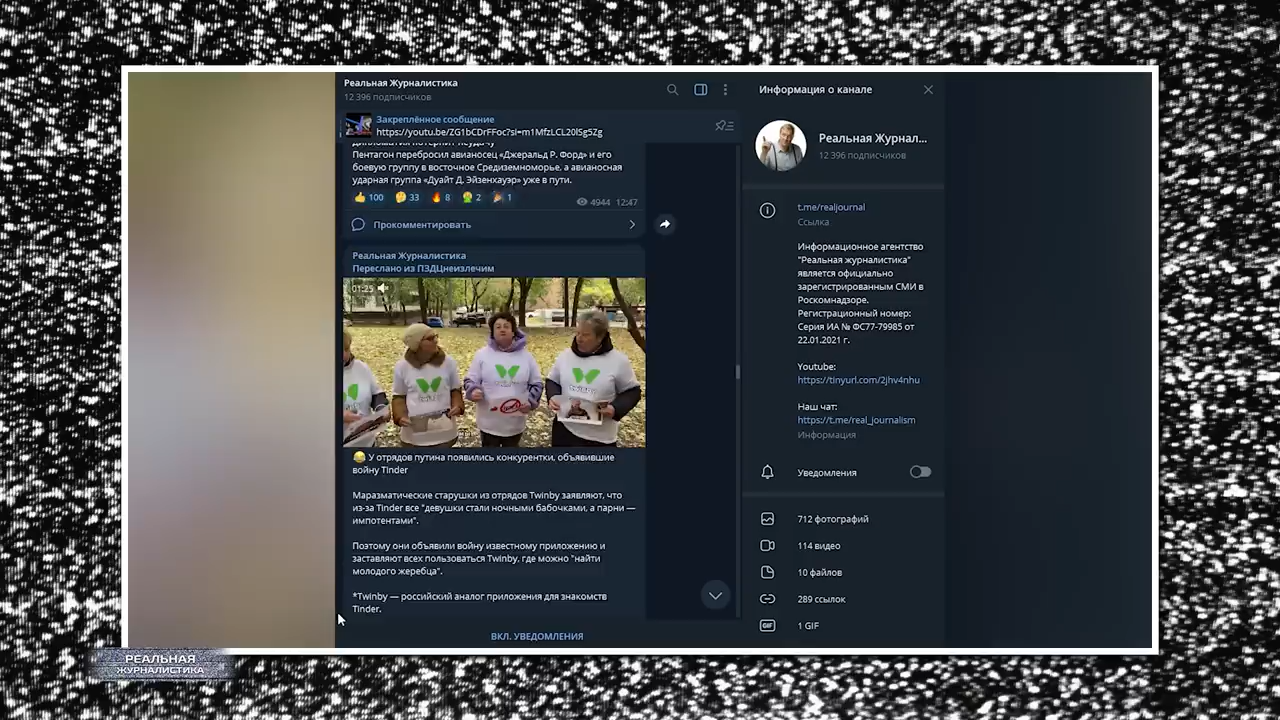 Реальная Журналистика
12 396 подписчиков
Закреплённое сообщение
https://youtu.be/ZG1bCDrFFoc?si=m1MfzLCL20lSg5Zg
Пентагон перебросил авианосец «Джеральд Р. Форд» и его
боевую группу в восточное Средиземноморье, а авианосная
ударная группа «Дуайт Д. Эйзенхауэр» уже в пути.
100 33 8 2 1
4944 12:47
Прокомментировать
Реальная Журналистика
Переслано из ПЗДЦнеизлечим
01:25
У отрядов путина появились конкурентки, объявившие
войну Tinder
Маразматические старушки из отрядов Twinby заявляют, что
из-за Tinder все "девушки стали ночными бабочками, а парни —
импотентами".
Поэтому они объявили войну известному приложению и
заставляют всех пользоваться Twinby, где можно "найти
молодого жеребца".
*Twinby — российский аналог приложения для знакомств
Tinder.
ВКЛ. УВЕДОМЛЕНИЯ
Информация о канале
Реальная Журнал...
12 396 подписчиков
t.me/realjournal
Ссылка
Информационное агентство
"Реальная журналистика"
является официально
зарегистрированным СМИ в
Роскомнадзоре.
Регистрационный номер:
Серия ИА № ФС77-79985 от
22.01.2021 г.
Youtube:
https://tinyurl.com/2jhv4nhu
Наш чат:
https://t.me/real_journalism
Информация
Уведомления
712 фотографий
114 видео
10 файлов
289 ссылок
GIF
1 GIF
РЕАЛЬНАЯ
ЖУРНАЛИСТИКА